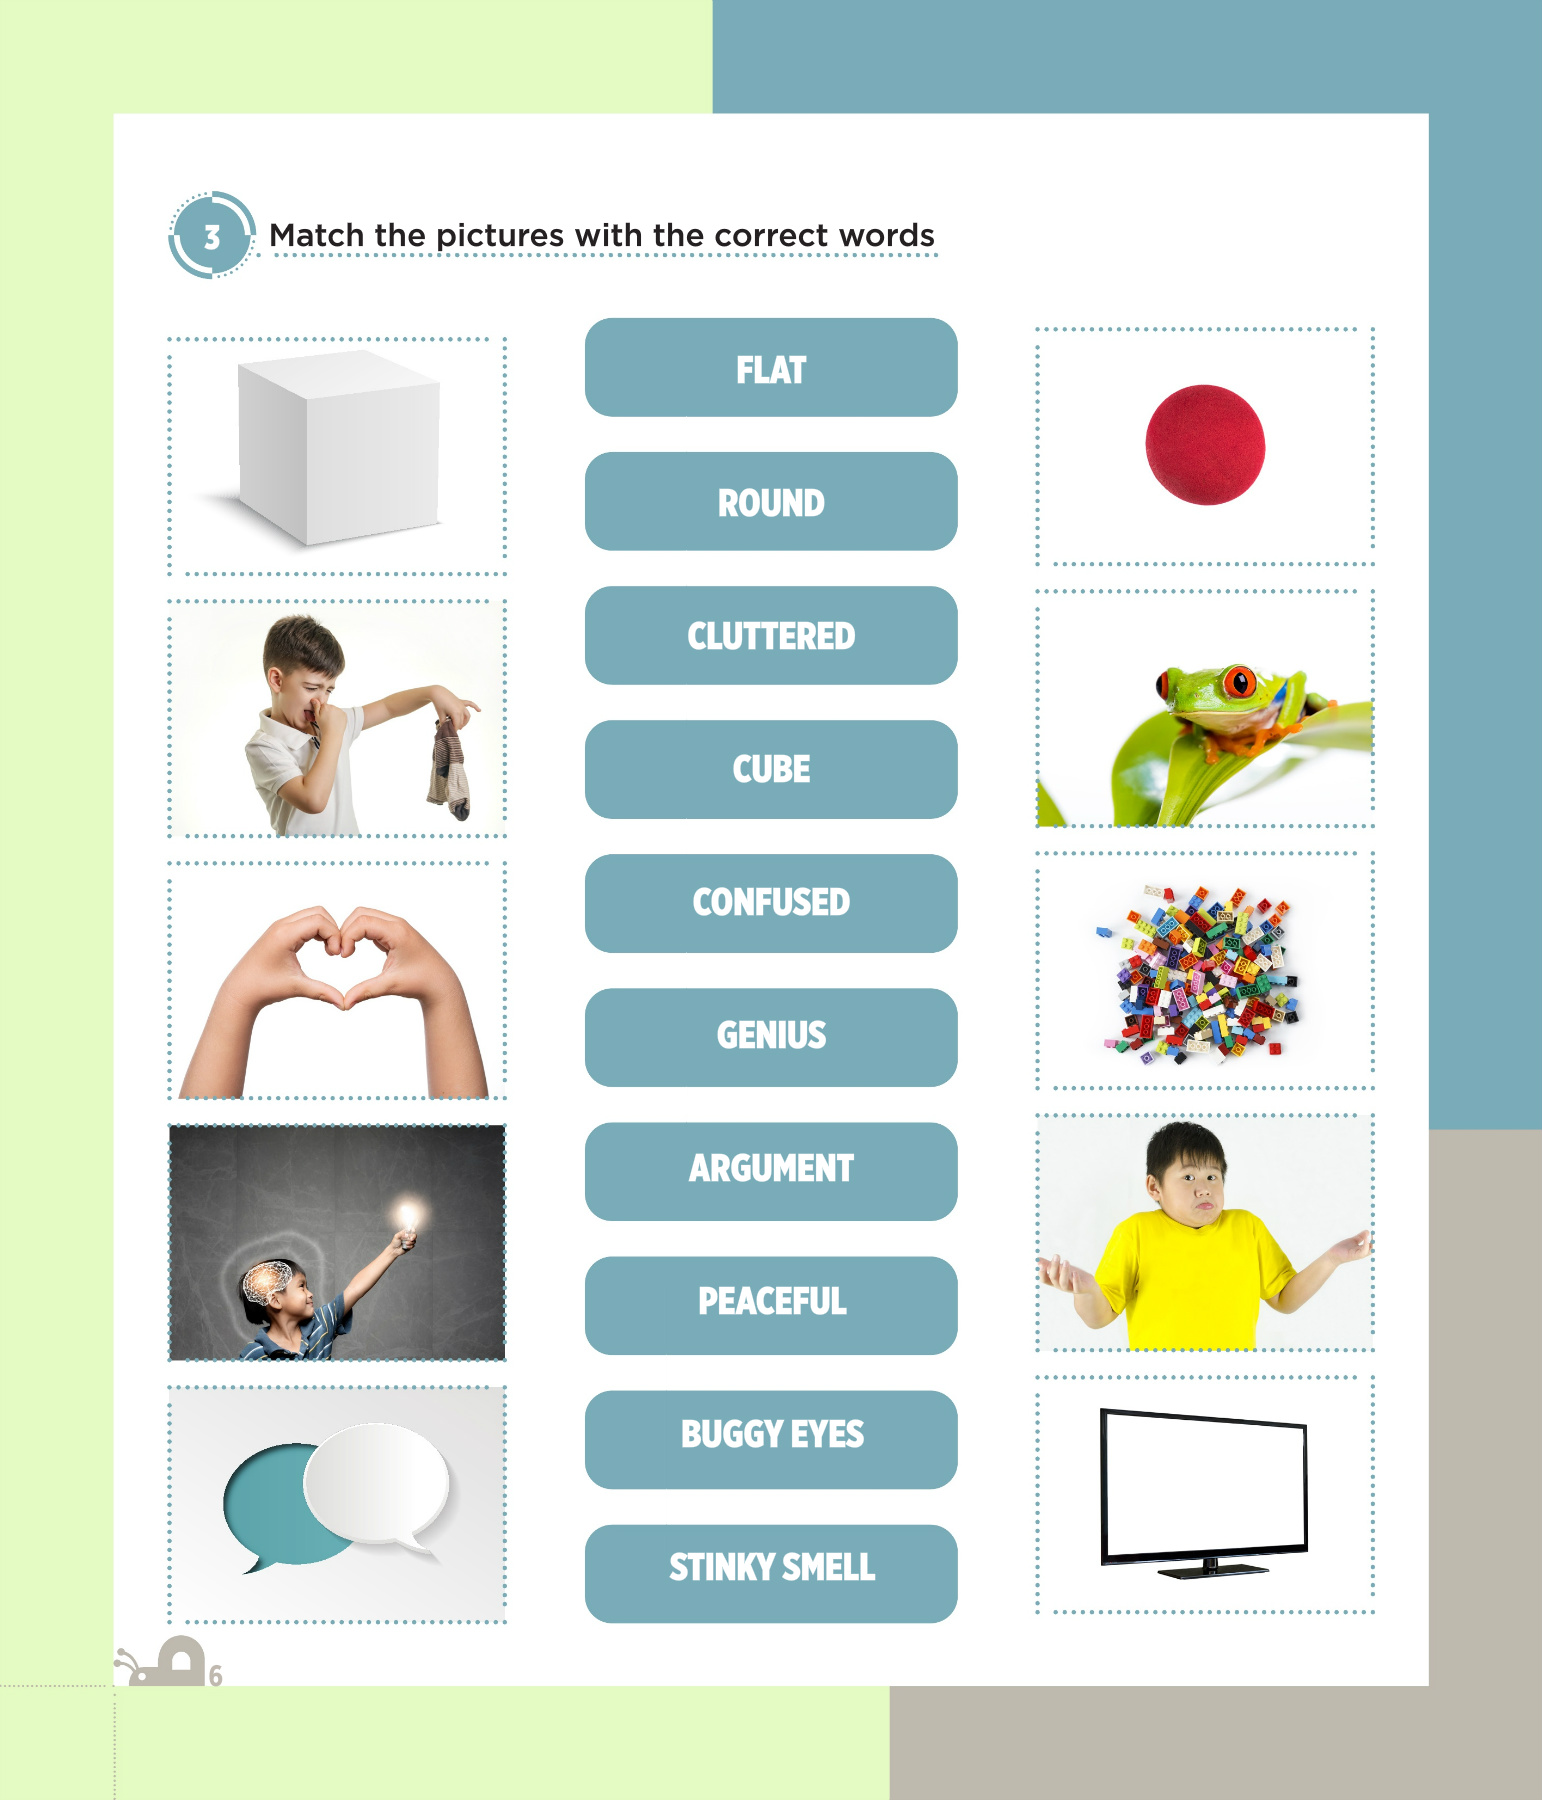 3
Match the pictures with the correct words
FLAT
ROUND
CLUTTERED
CUBE
CONFUSED
GENIUS
ARGUMENT
PEACEFUL
BUGGY EYES
STINKY SMELL
6